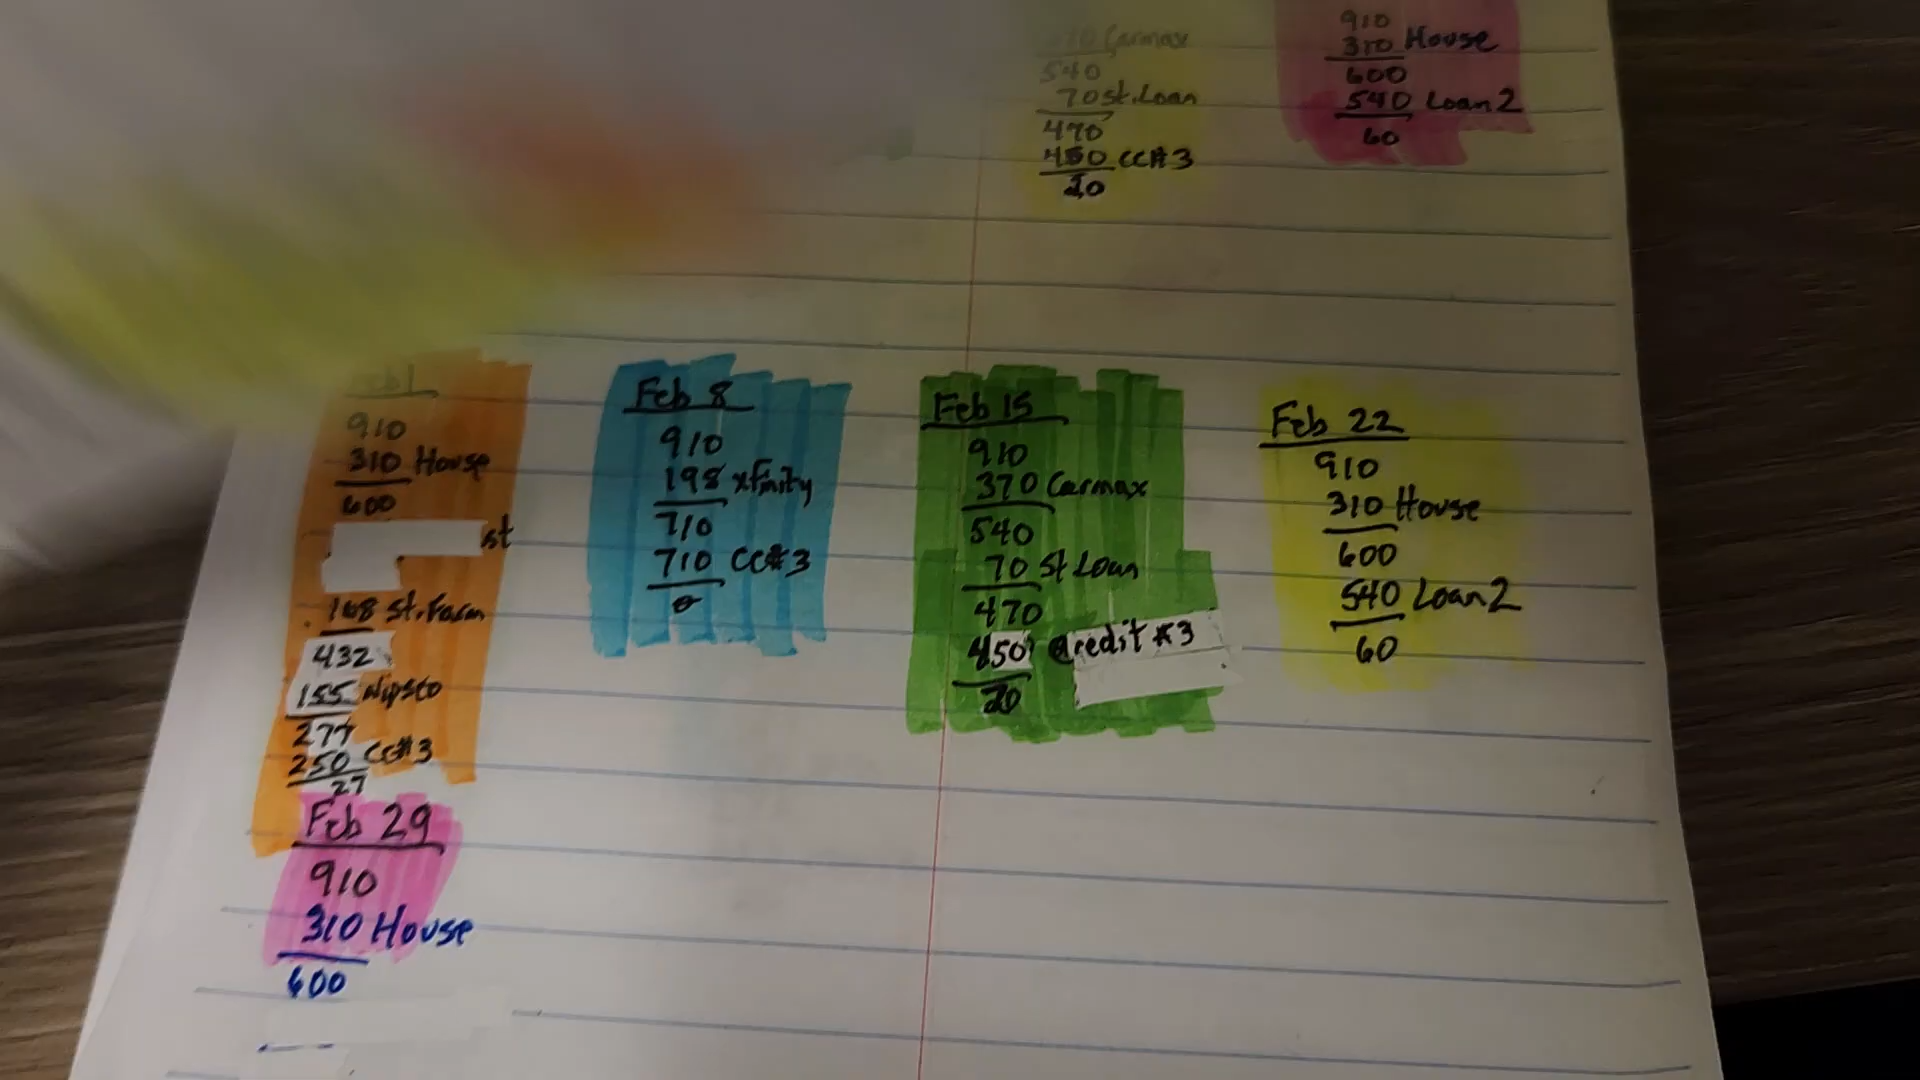 Carmax
540
70 St. Loan
470
450 CC#3
20
910
310 House
600
540 Loan 2
60
910
310 House
600
st
168 St. Farm
432
155 Nipsco
277
250 CC#3
27
Feb 8
910
198 xfinity
710
710 CC#3
0
Feb 15
910
370 Carmax
540
70 St Loan
470
450 Credit #3
20
Feb 22
910
310 House
600
540 Loan 2
60
Feb 29
910
310 House
600